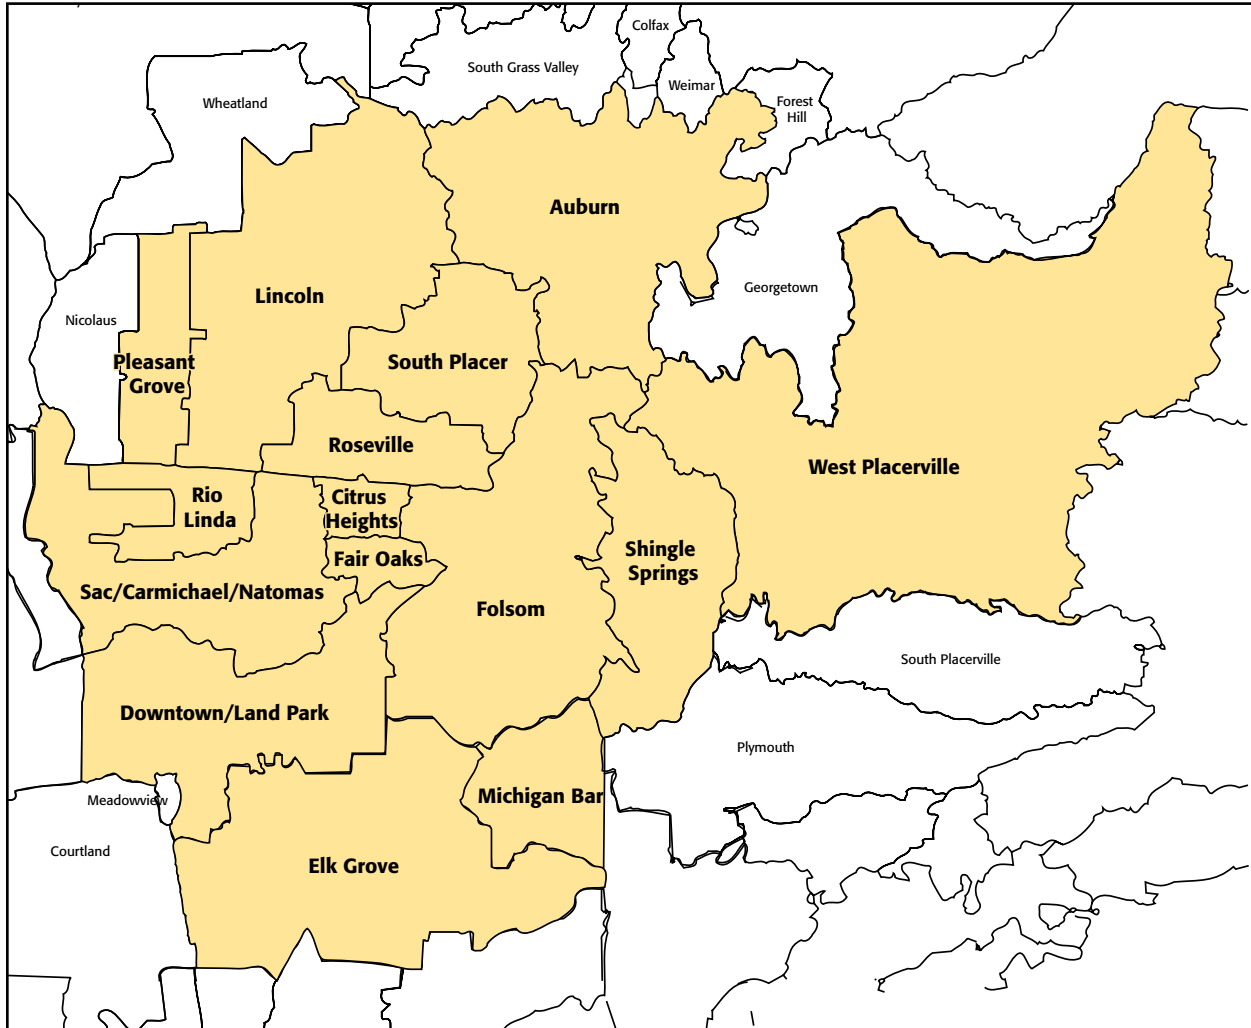 Colfax
South Grass Valley
Weimar
Wheatland
Forest
Hill
Auburn
Georgetown
Lincoln
Nicolaus
Pleasant
Grove
South Placer
Roseville
West Placerville
Rio
Linda
Citrus
Heights
Fair Oaks
Shingle
Springs
Sac/Carmichael/Natomas
Folsom
South Placerville
Downtown/Land Park
Plymouth
Meadowview
Michigan Bar
Courtland
Elk Grove